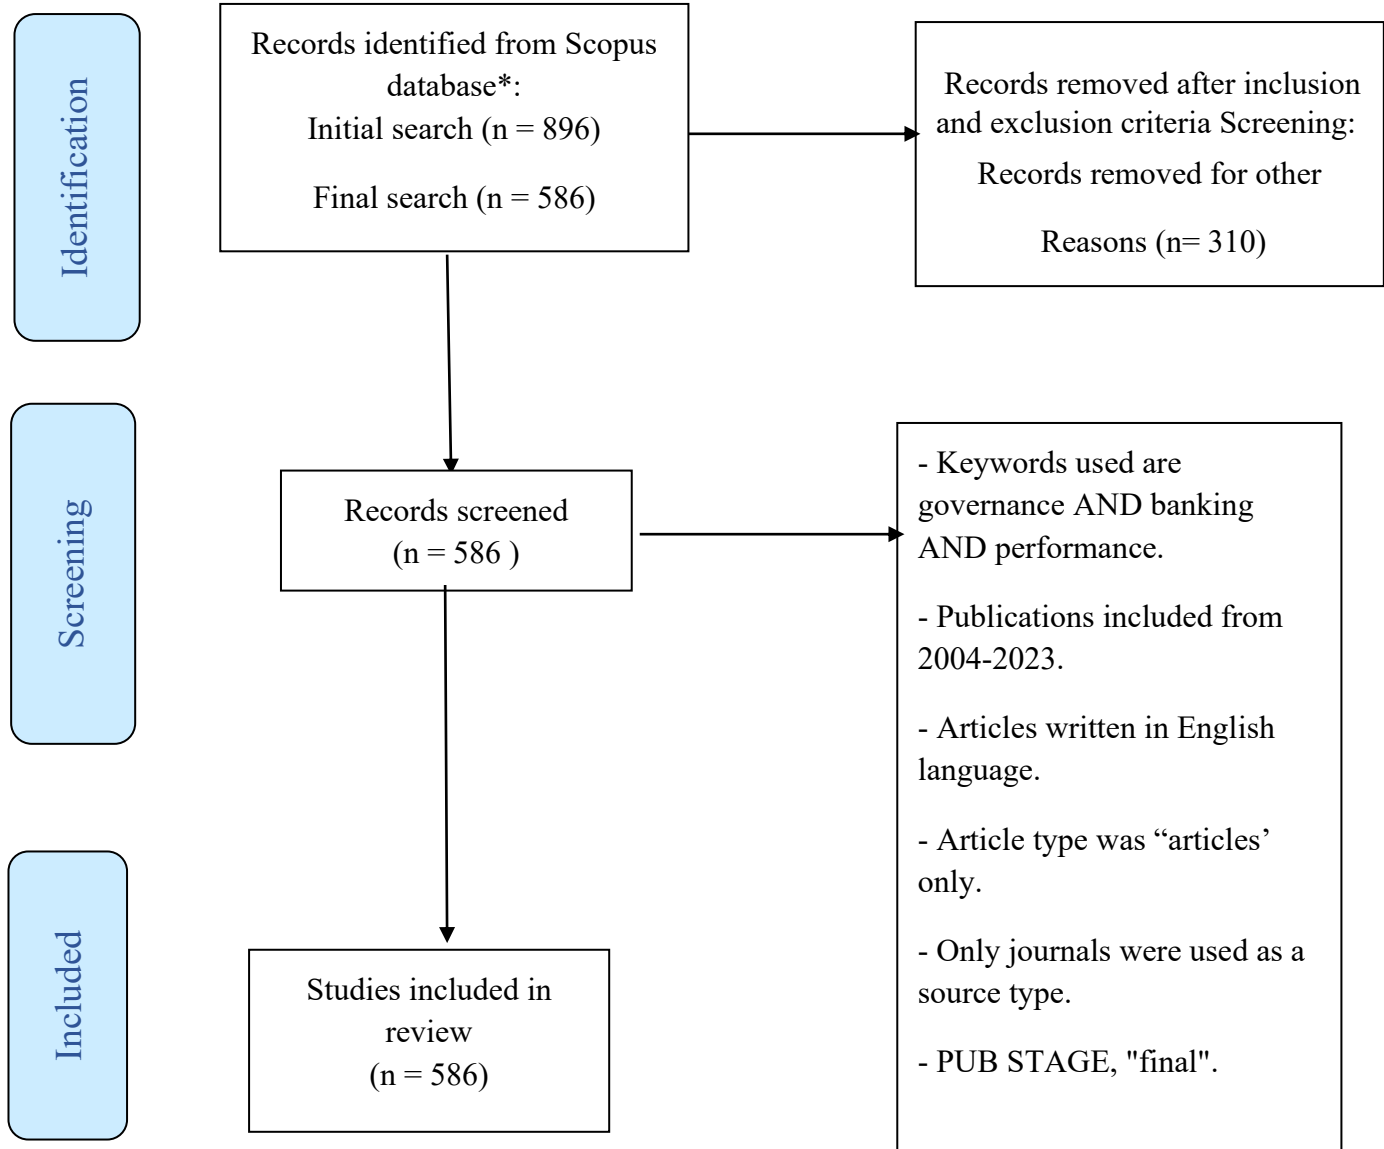 Identification
Records identified from Scopus
database*:
Initial search (n = 896)
Final search (n = 586)
Records removed after inclusion
and exclusion criteria Screening:
Records removed for other
Reasons (n= 310)
Screening
Records screened
(n = 586 )
- Keywords used are
governance AND banking
AND performance.
- Publications included from
2004-2023.
- Articles written in English
language.
- Article type was “articles’
only.
- Only journals were used as a
source type.
- PUB STAGE, "final".
Included
Studies included in
review
(n = 586)